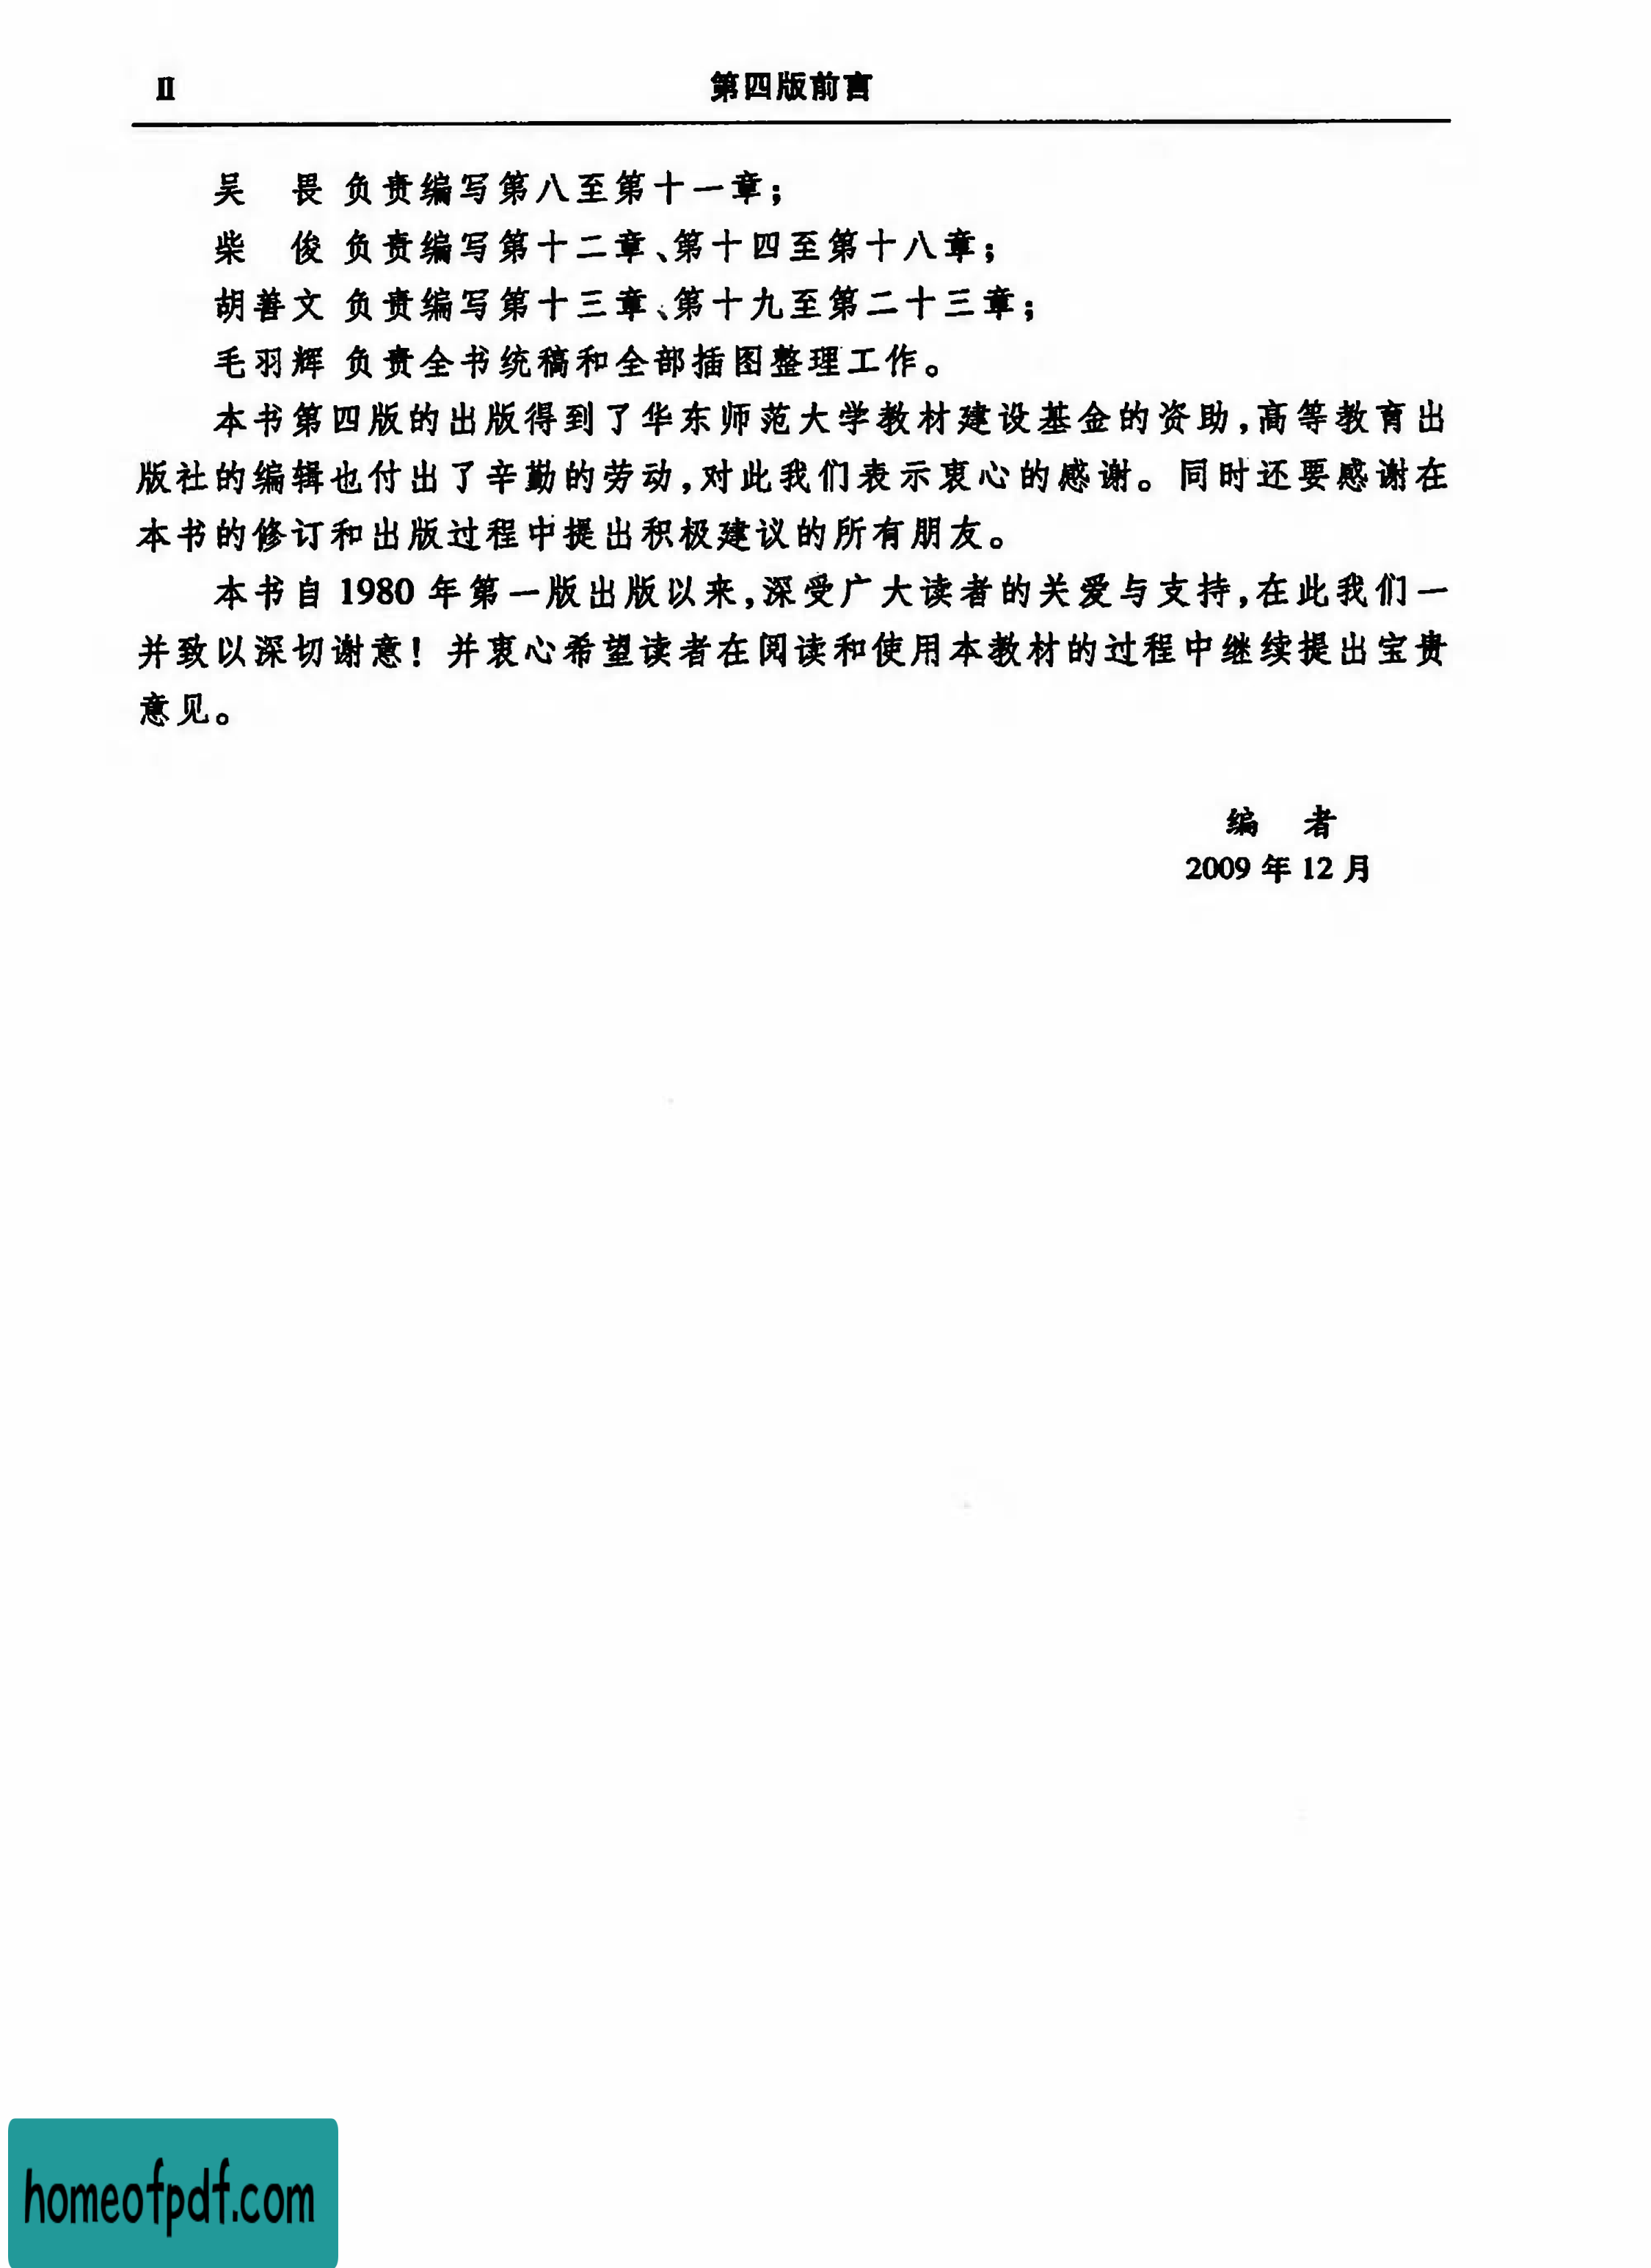 II 第四版前言
吴 畏 负责编写第八至第十一章;
柴 俊 负责编写第十二章、第十四至第十八章;
胡善文 负责编写第十三章、第十九至第二十三章;
毛羽辉 负责全书统稿和全部插图整理工作。
本书第四版的出版得到了华东师范大学教材建设基金的资助,高等教育出
版社的编辑也付出了辛勤的劳动,对此我们表示衷心的感谢。同时还要感谢在
本书的修订和出版过程中提出积极建议的所有朋友。
本书自 1980 年第一版出版以来,深受广大读者的关爱与支持,在此我们一
并致以深切谢意!并衷心希望读者在阅读和使用本教材的过程中继续提出宝贵
意见。
编 者
2009 年 12 月
homeofpdf.com